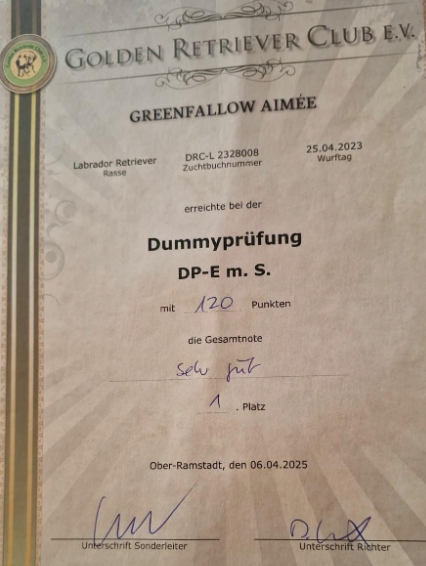 GOLDEN RETRIEVER CLUB E.V.
GREENFALLOW AIMÉE
Labrador Retriever
Rasse
DRC-L 2328008
Zuchtbuchnummer
25.04.2023
Wurftag
erreichte bei der
Dummyprüfung
DP-E m. S.
mit 120 Punkten
die Gesamtnote
sehr gut
1 . Platz
Ober-Ramstadt, den 06.04.2025
Unterschrift Sonderleiter
Unterschrift Richter